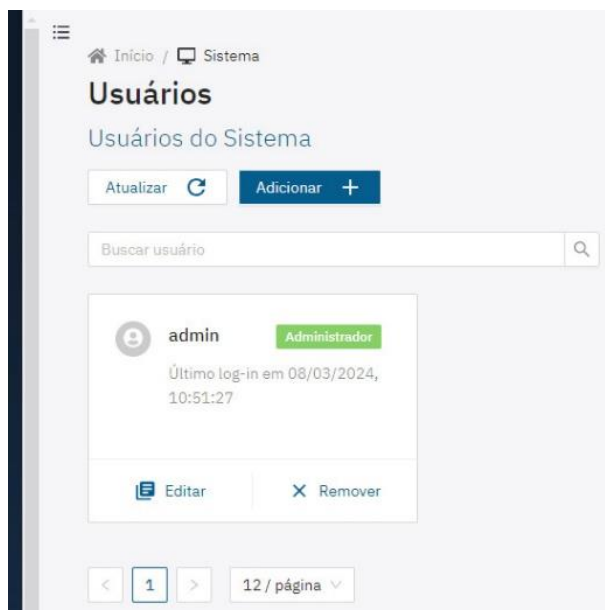 Início / Sistema
Usuários
Usuários do Sistema
Atualizar Adicionar +
Buscar usuário
admin Administrador
Último log-in em 08/03/2024,
10:51:27
Editar Remover
< 1 > 12 / página